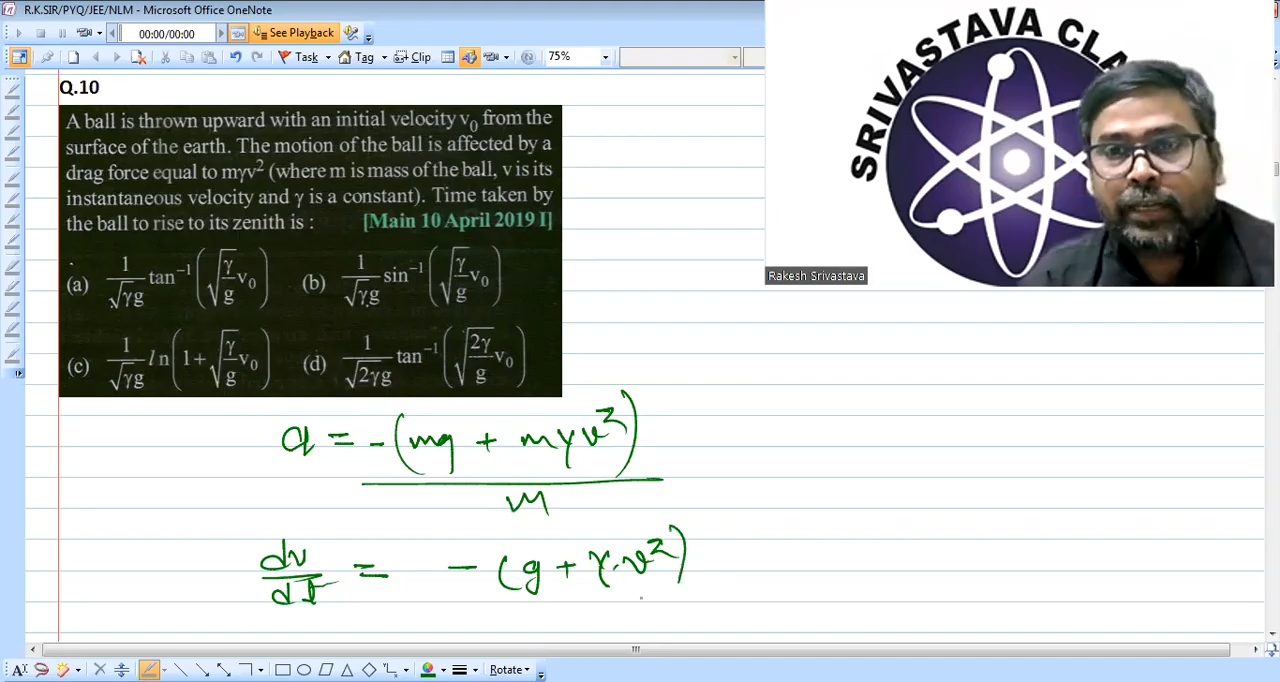 R.K.SIR/PYQ/JEE/NLM - Microsoft Office OneNote
00:00/00:00 See Playback
Task Tag Clip 75%
SRIVASTAVA CLA
Rakesh Srivastava
Q.10
A ball is thrown upward with an initial velocity v₀ from the
surface of the earth. The motion of the ball is affected by a
drag force equal to mγv² (where m is mass of the ball, v is its
instantaneous velocity and γ is a constant). Time taken by
the ball to rise to its zenith is : [Main 10 April 2019 I]
(a) 1/√(γg) tan⁻¹(√(γ/g) v₀) (b) 1/√(γg) sin⁻¹(√(γ/g) v₀)
(c) 1/√(γg) ln(1+√(γ/g) v₀) (d) 1/√(2γg) tan⁻¹(√(2γ/g) v₀)
a = -(mg + mγv²)/m
dv/dt = -(g + γ.v²)
Rotate